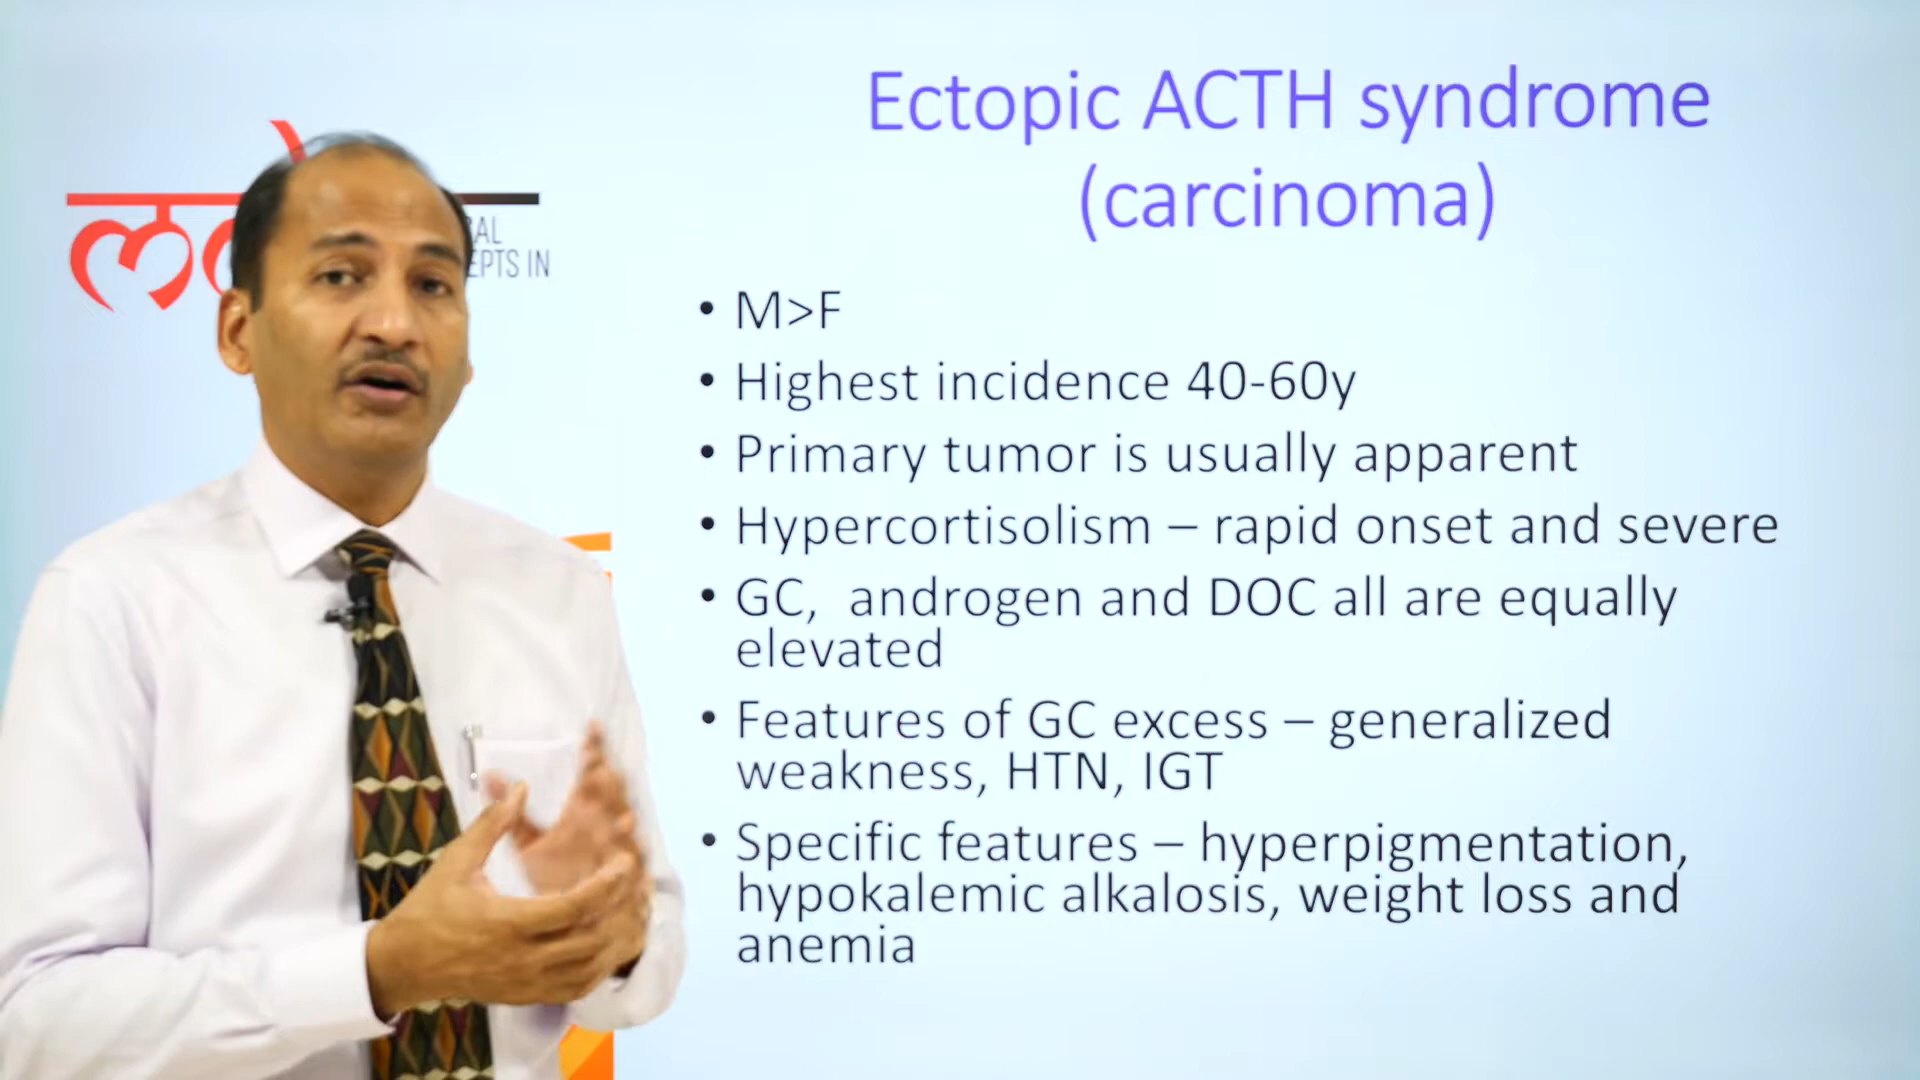 Ectopic ACTH syndrome
(carcinoma)
• M>F
• Highest incidence 40-60y
• Primary tumor is usually apparent
• Hypercortisolism – rapid onset and severe
• GC,  androgen and DOC all are equally
elevated
• Features of GC excess – generalized
weakness, HTN, IGT
• Specific features – hyperpigmentation,
hypokalemic alkalosis, weight loss and
anemia
IN